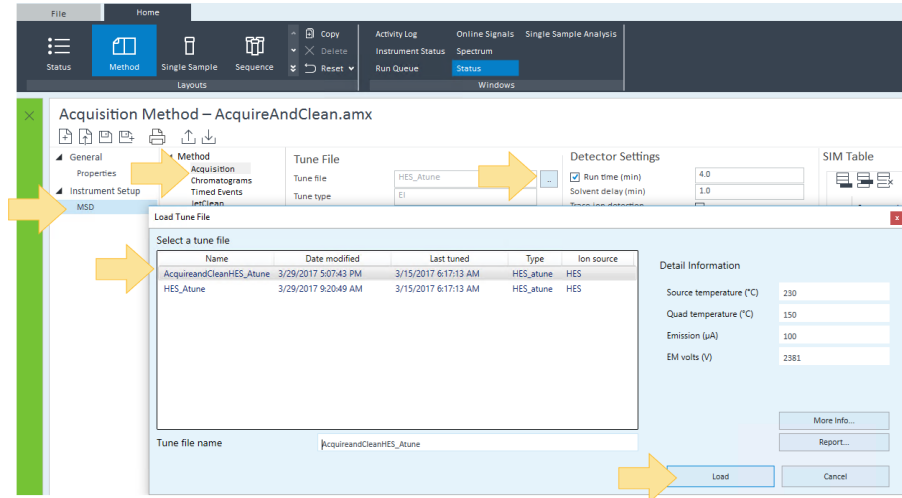 File Home
Status Method Single Sample Sequence
Copy
Delete
Reset
Layouts
Activity Log Online Signals Single Sample Analysis
Instrument Status Spectrum
Run Queue Status
Windows
Acquisition Method – AcquireAndClean.amx
General
Properties
Instrument Setup
MSD
Method
Acquisition
Chromatograms
Timed Events
JetClean
Tune File
Tune file HES_Atune ..
Tune type EI
Detector Settings
Run time (min) 4.0
Solvent delay (min) 1.0
Trace ion detection
SIM Table
Load Tune File x
Select a tune file
Name Date modified Last tuned Type Ion source
AcquireandCleanHES_Atune 3/29/2017 5:07:43 PM 3/15/2017 6:17:13 AM HES_atune HES
HES_Atune 3/29/2017 9:20:49 AM 3/15/2017 6:17:13 AM HES_atune HES
Detail Information
Source temperature (°C) 230
Quad temperature (°C) 150
Emission (µA) 100
EM volts (V) 2381
More Info...
Tune file name AcquireandCleanHES_Atune
Report...
Load Cancel